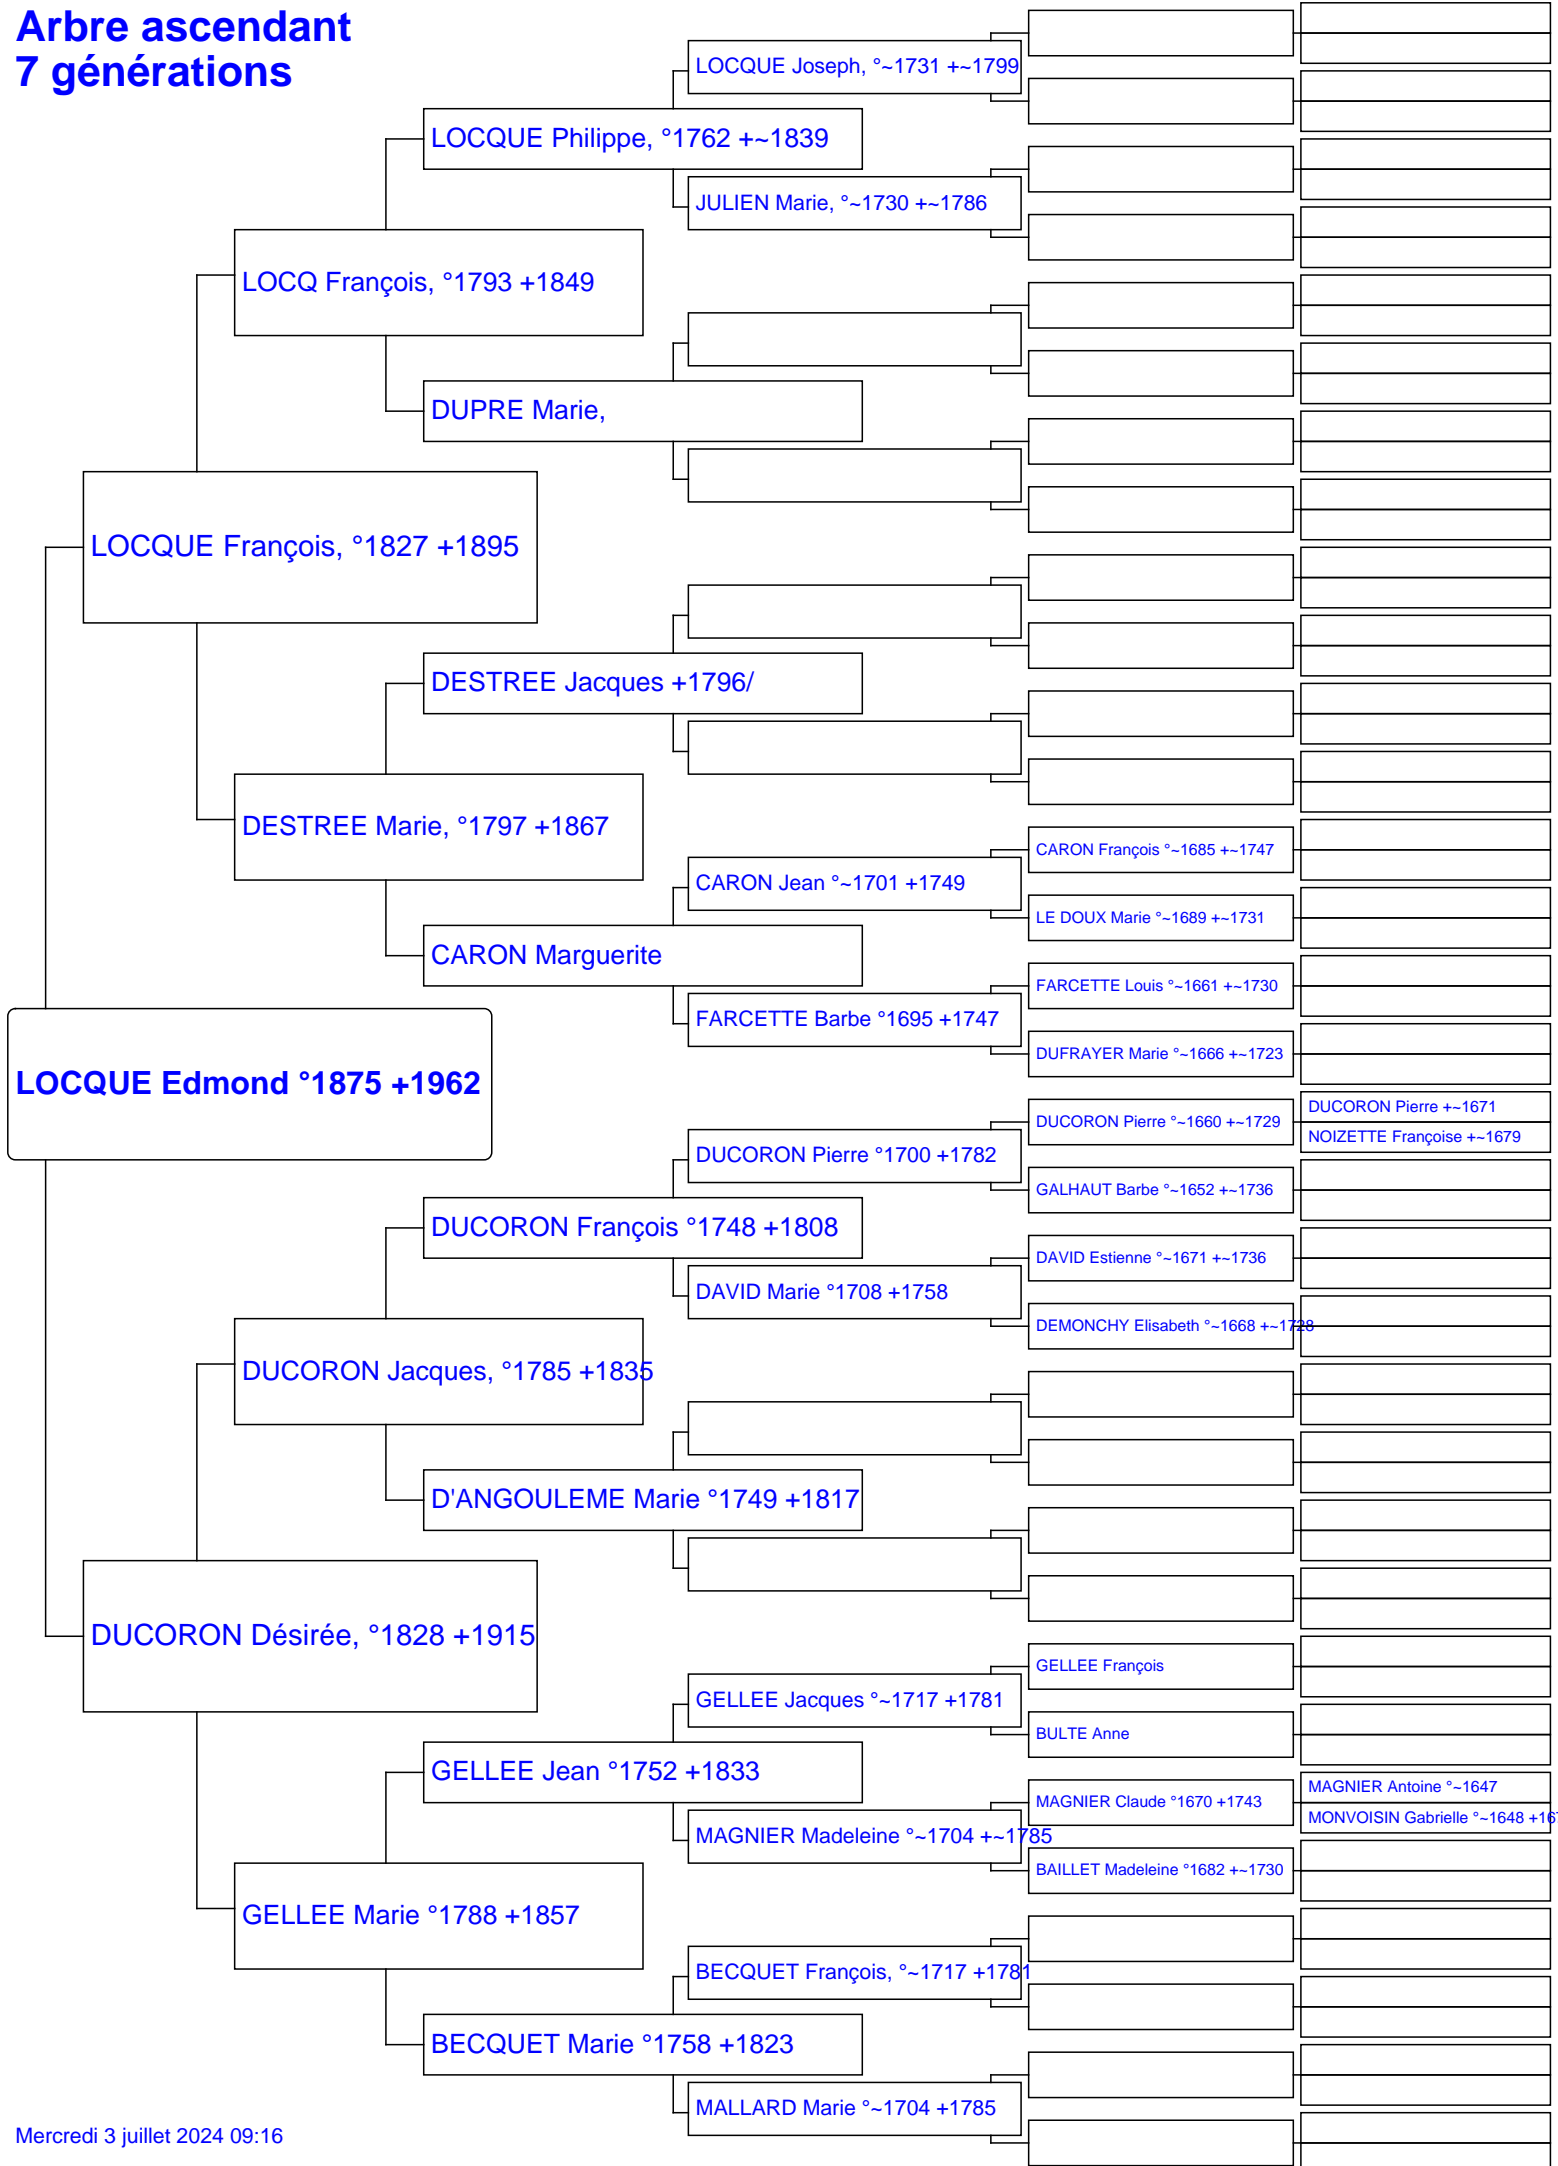 Arbre ascendant
7 générations
LOCQUE Joseph, °~1731 +~1799
LOCQUE Philippe, °1762 +~1839
JULIEN Marie, °~1730 +~1786
LOCQ François, °1793 +1849
DUPRE Marie,
LOCQUE François, °1827 +1895
DESTREE Jacques +1796/
DESTREE Marie, °1797 +1867
CARON François °~1685 +~1747
CARON Jean °~1701 +1749
LE DOUX Marie °~1689 +~1731
CARON Marguerite
FARCETTE Louis °~1661 +~1730
FARCETTE Barbe °1695 +1747
DUFRAYER Marie °~1666 +~1723
LOCQUE Edmond °1875 +1962
DUCORON Pierre +~1671
DUCORON Pierre °~1660 +~1729
NOIZETTE Françoise +~1679
DUCORON Pierre °1700 +1782
GALHAUT Barbe °~1652 +~1736
DUCORON François °1748 +1808
DAVID Estienne °~1671 +~1736
DAVID Marie °1708 +1758
DEMONCHY Elisabeth °~1668 +~1728
DUCORON Jacques, °1785 +1835
D'ANGOULEME Marie °1749 +1817
DUCORON Désirée, °1828 +1915
GELLEE François
GELLEE Jacques °~1717 +1781
BULTE Anne
GELLEE Jean °1752 +1833
MAGNIER Antoine °~1647
MAGNIER Claude °1670 +1743
MONVOISIN Gabrielle °~1648
MAGNIER Madeleine °~1704 +~1785
BAILLET Madeleine °1682 +~1730
GELLEE Marie °1788 +1857
BECQUET François, °~1717 +1781
BECQUET Marie °1758 +1823
MALLARD Marie °~1704 +1785
Mercredi 3 juillet 2024 09:16